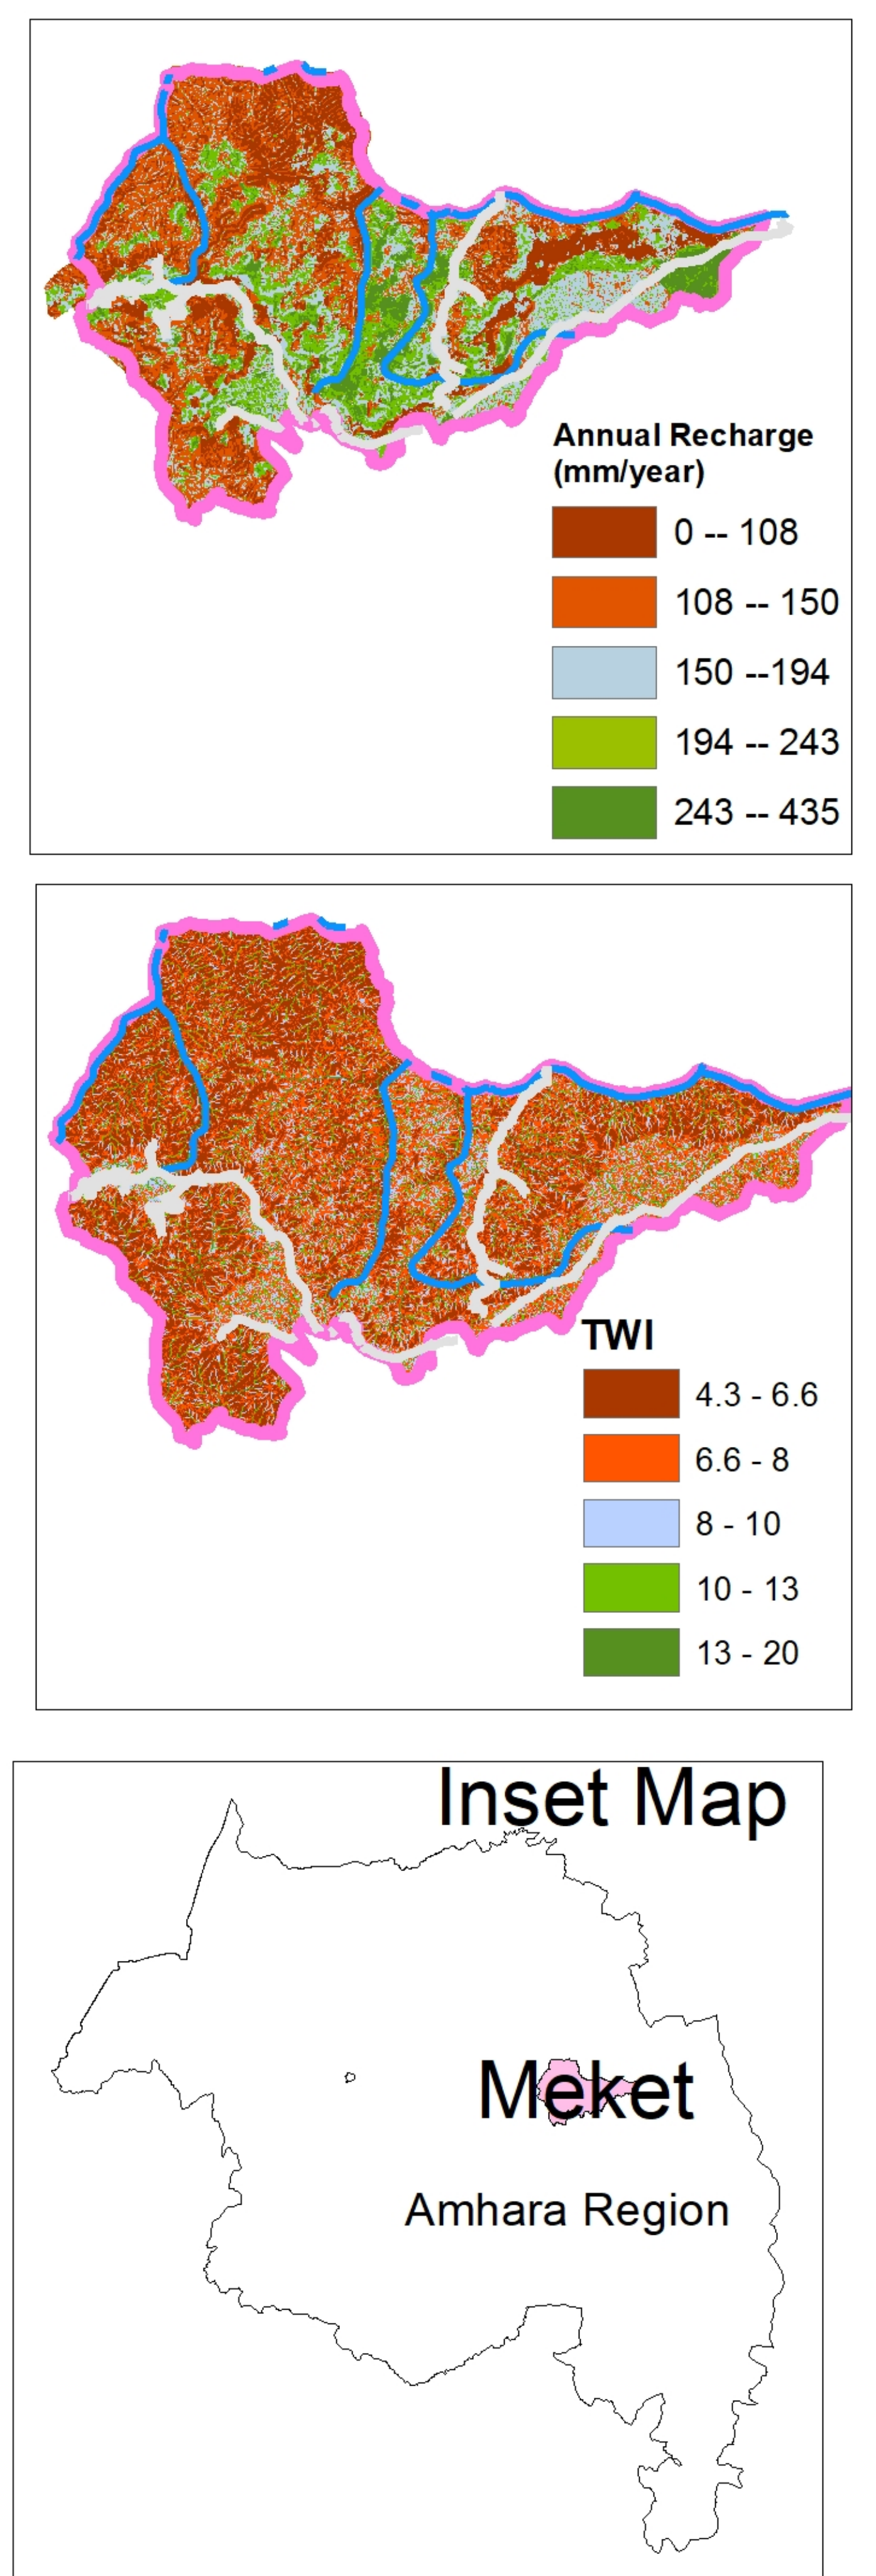 Annual Recharge
(mm/year)
0 -- 108
108 -- 150
150 --194
194 -- 243
243 -- 435
TWI
4.3 - 6.6
6.6 - 8
8 - 10
10 - 13
13 - 20
Inset Map
Meket
Amhara Region